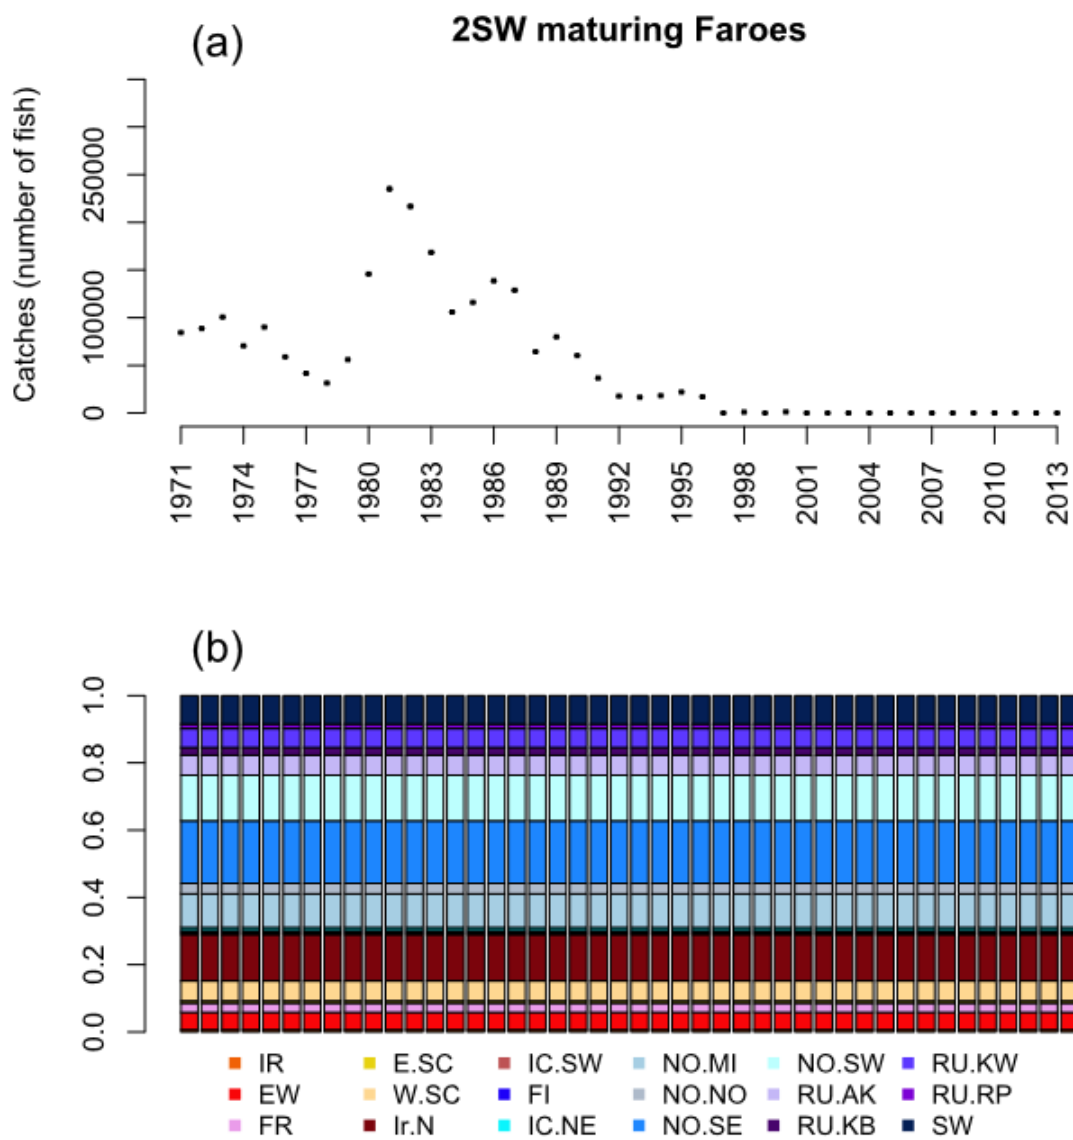 (a)
2SW maturing Faroes
Catches (number of fish)
250000
100000
0
1971 1974 1977 1980 1983 1986 1989 1992 1995 1998 2001 2004 2007 2010 2013
(b)
1.0
0.8
0.6
0.4
0.2
0.0
IR E.SC IC.SW NO.MI NO.SW RU.KW
EW W.SC FI NO.NO RU.AK RU.RP
FR Ir.N IC.NE NO.SE RU.KB SW